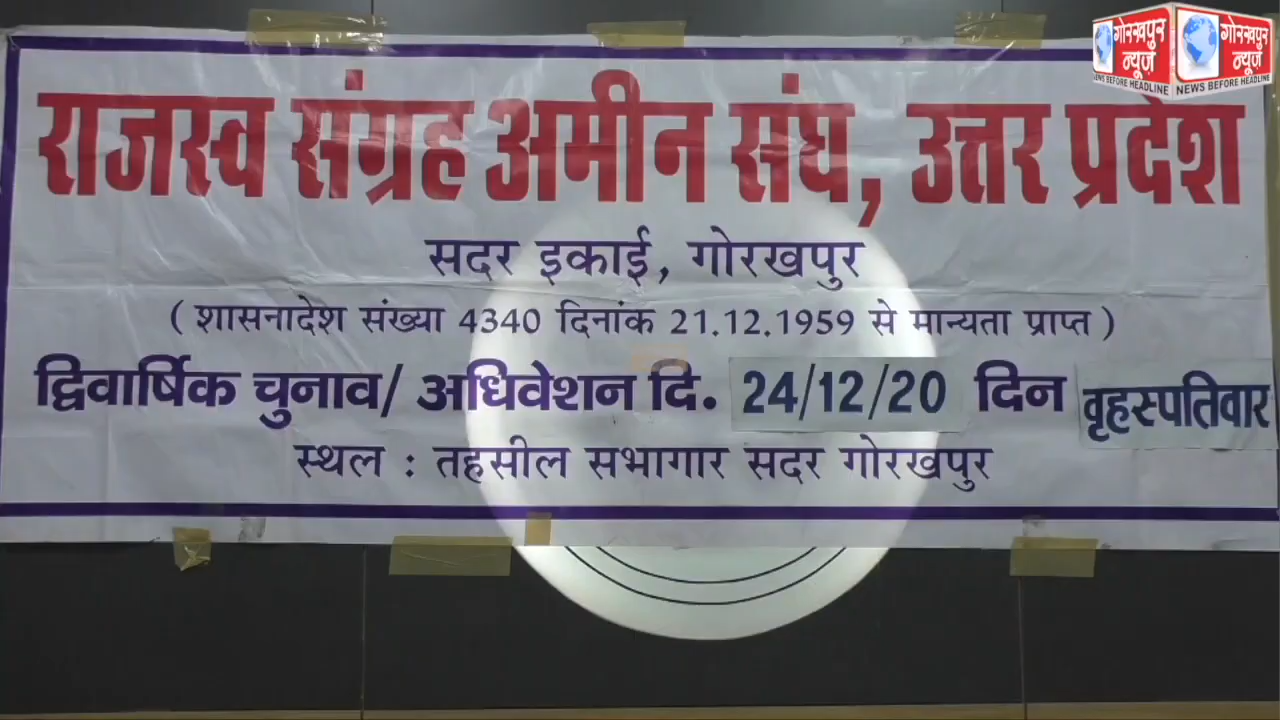 गोरखपुर गोरखपुर
न्यूज़ न्यूज़
NEWS BEFORE HEADLINE NEWS BEFORE HEADLINE
राजस्व संग्रह अमीन संघ, उत्तर प्रदेश
सदर इकाई, गोरखपुर
( शासनादेश संख्या 4340 दिनांक 21.12.1959 से मान्यता प्राप्त )
द्विवार्षिक चुनाव/ अधिवेशन दि. 24/12/20 दिन वृहस्पतिवार
स्थल : तहसील सभागार सदर गोरखपुर